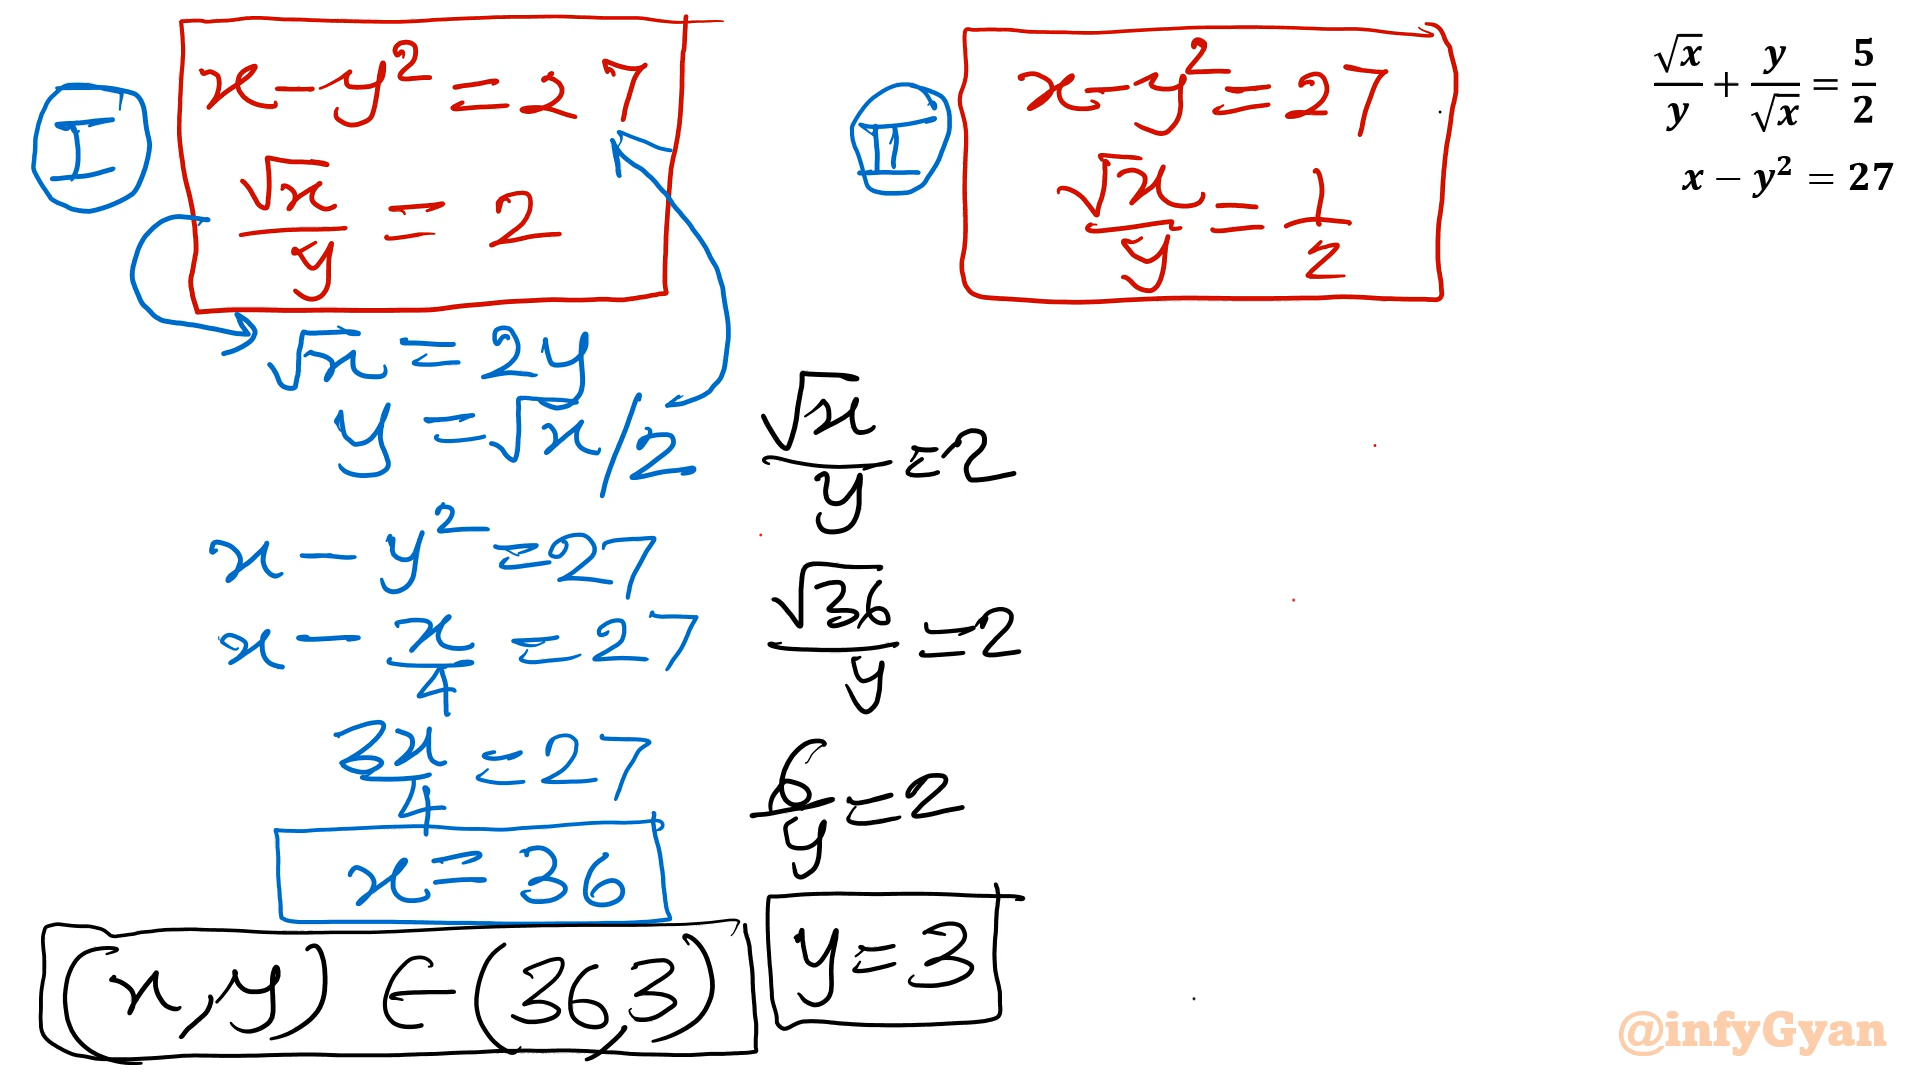 I
x - y² = 27
√x/y = 2
√x = 2y
y = √x/2
x - y² = 27
x - x/4 = 27
3x/4 = 27
x = 36
(x,y) ∈ (36,3)
√x/y = 2
√36/y = 2
6/y = 2
y = 3
II
x - y² = 27
√x/y = 1/2
√x/y + y/√x = 5/2
x − y² = 27
@infyGyan